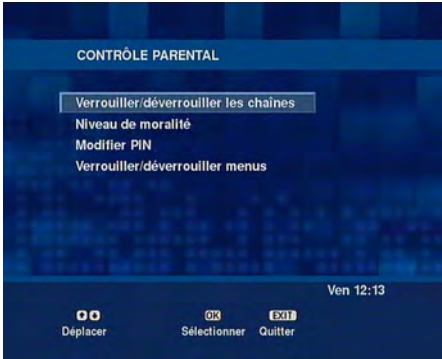 CONTRÔLE PARENTAL
Verrouiller/déverrouiller les chaînes
Niveau de moralité
Modifier PIN
Verrouiller/déverrouiller menus
Ven 12:13
OK EXIT
Déplacer Sélectionner Quitter